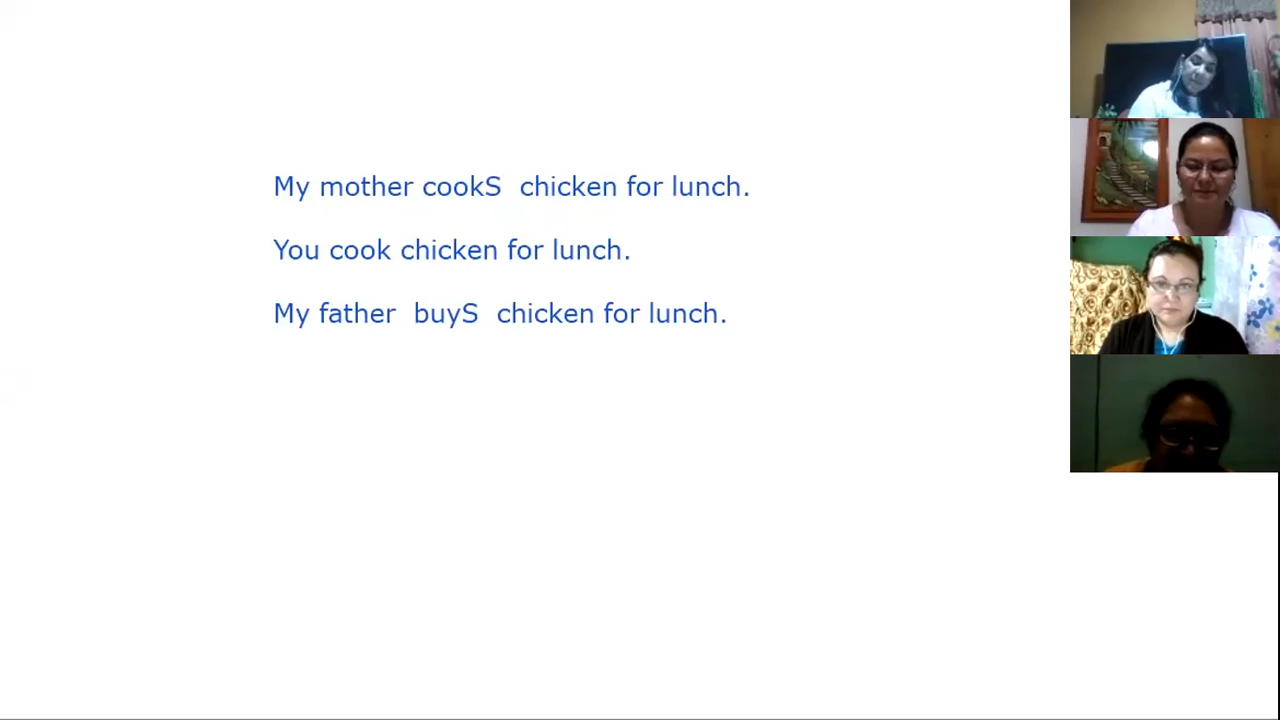 My mother cookS  chicken for lunch.
You cook chicken for lunch.
My father  buyS  chicken for lunch.